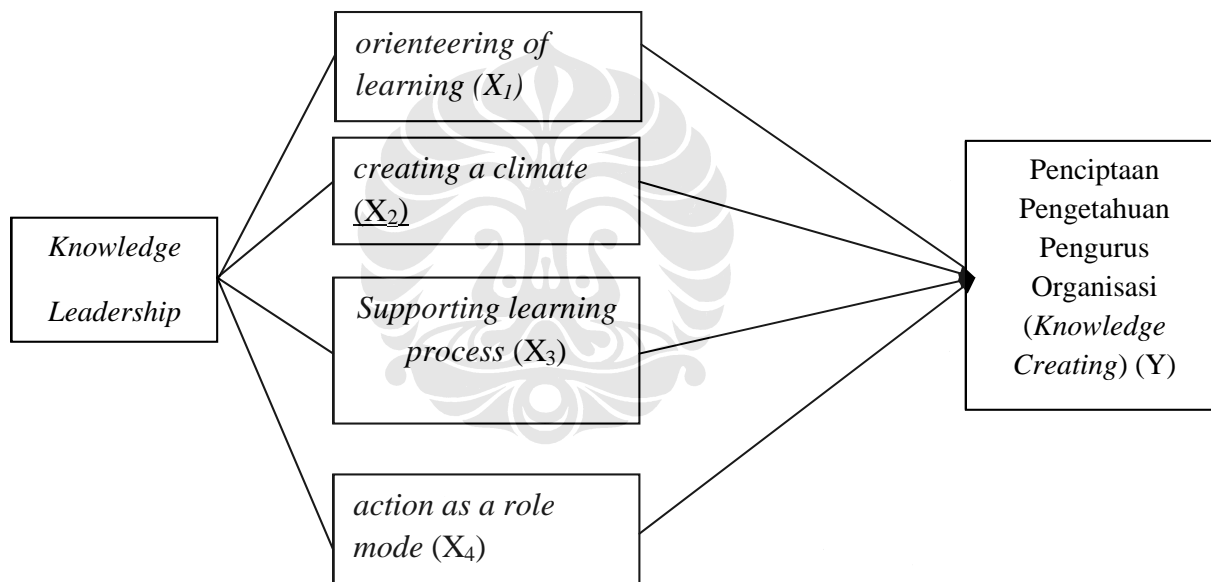 Knowledge
Leadership
orienteering of
learning (X1)
creating a climate
(X2)
Supporting learning
process (X3)
action as a role
mode (X4)
Penciptaan
Pengetahuan
Pengurus
Organisasi
(Knowledge
Creating) (Y)